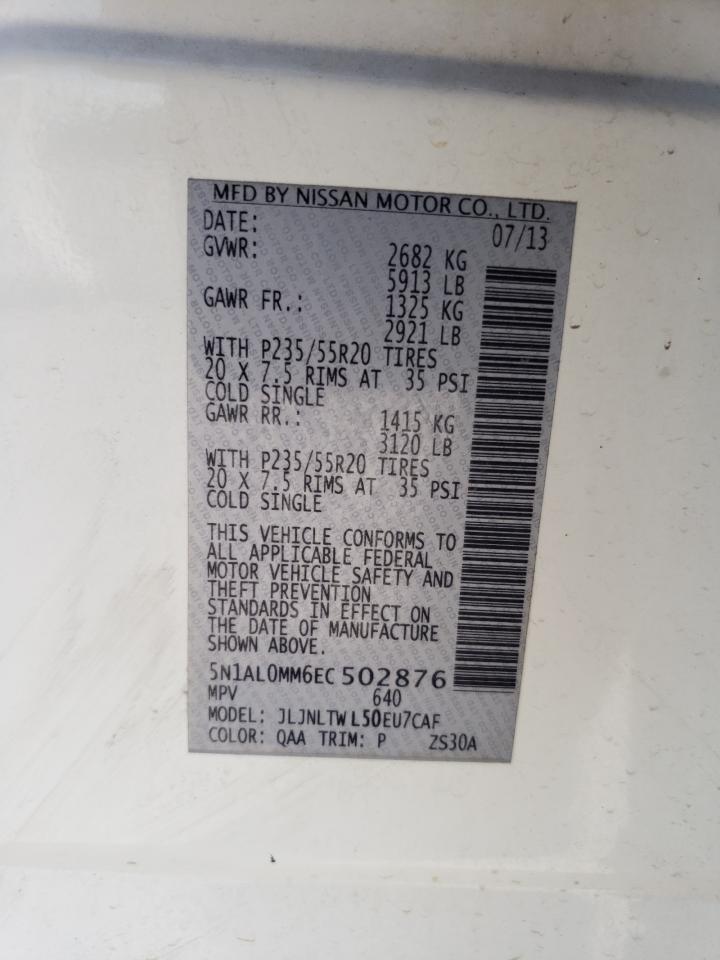 MFD BY NISSAN MOTOR CO., LTD.
DATE: 07/13
GVWR: 2682 KG
5913 LB
GAWR FR.: 1325 KG
2921 LB
WITH P235/55R20 TIRES
20 X 7.5 RIMS AT 35 PSI
COLD SINGLE
GAWR RR.: 1415 KG
3120 LB
WITH P235/55R20 TIRES
20 X 7.5 RIMS AT 35 PSI
COLD SINGLE
THIS VEHICLE CONFORMS TO
ALL APPLICABLE FEDERAL
MOTOR VEHICLE SAFETY AND
THEFT PREVENTION
STANDARDS IN EFFECT ON
THE DATE OF MANUFACTURE
SHOWN ABOVE.
5N1AL0MM6EC502876
MPV 640
MODEL: JLJNLTWL50EU7CAF
COLOR: QAA TRIM: P ZS30A